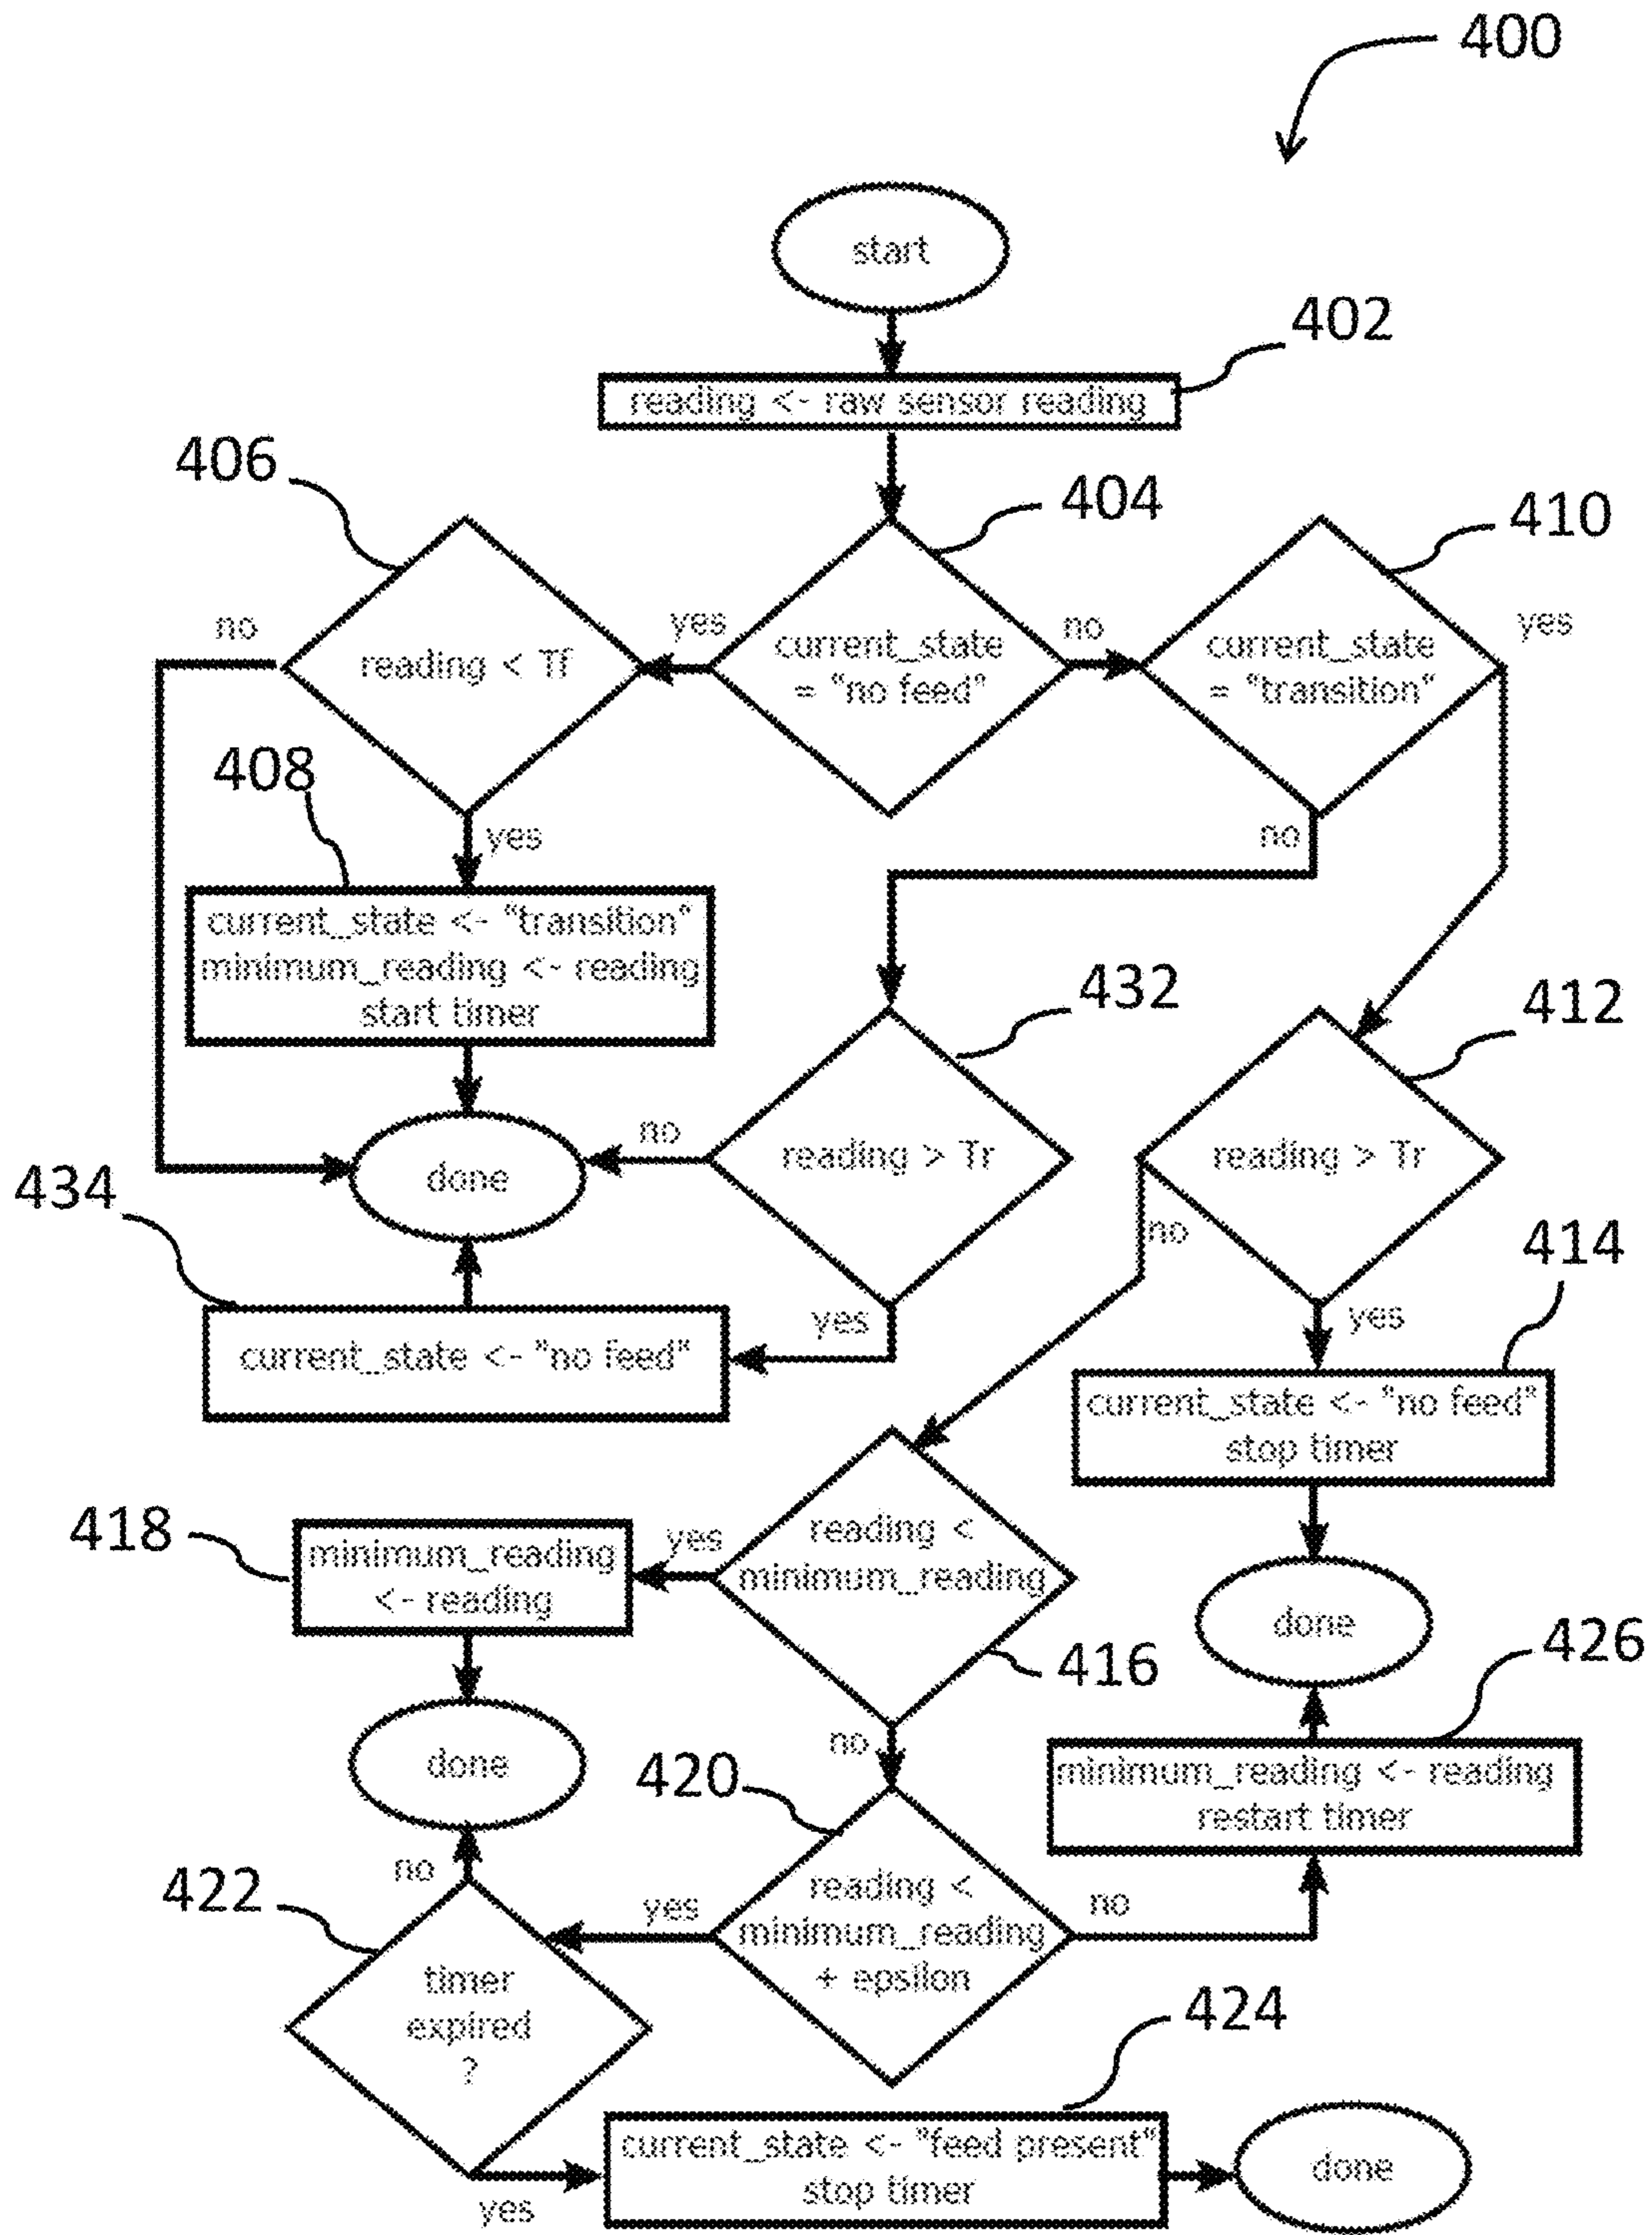 400
start
402
reading <- raw sensor reading
406
404
410
no
reading < Tf
yes
current_state
= "no feed"
no
current_state
= "transition"
yes
408
yes
no
current_state <- "transition"
minimum_reading <- reading
start timer
432
412
done
no
reading > Tr
reading > Tr
434
no
414
current_state <- "no feed"
yes
yes
current_state <- "no feed"
stop timer
418
minimum_reading
<- reading
yes
reading <
minimum_reading
done
426
416
done
no
420
minimum_reading <- reading
restart timer
422
no
yes
reading <
minimum_reading
+ epsilon
no
timer
expired
?
424
yes
current_state <- "feed present"
stop timer
done